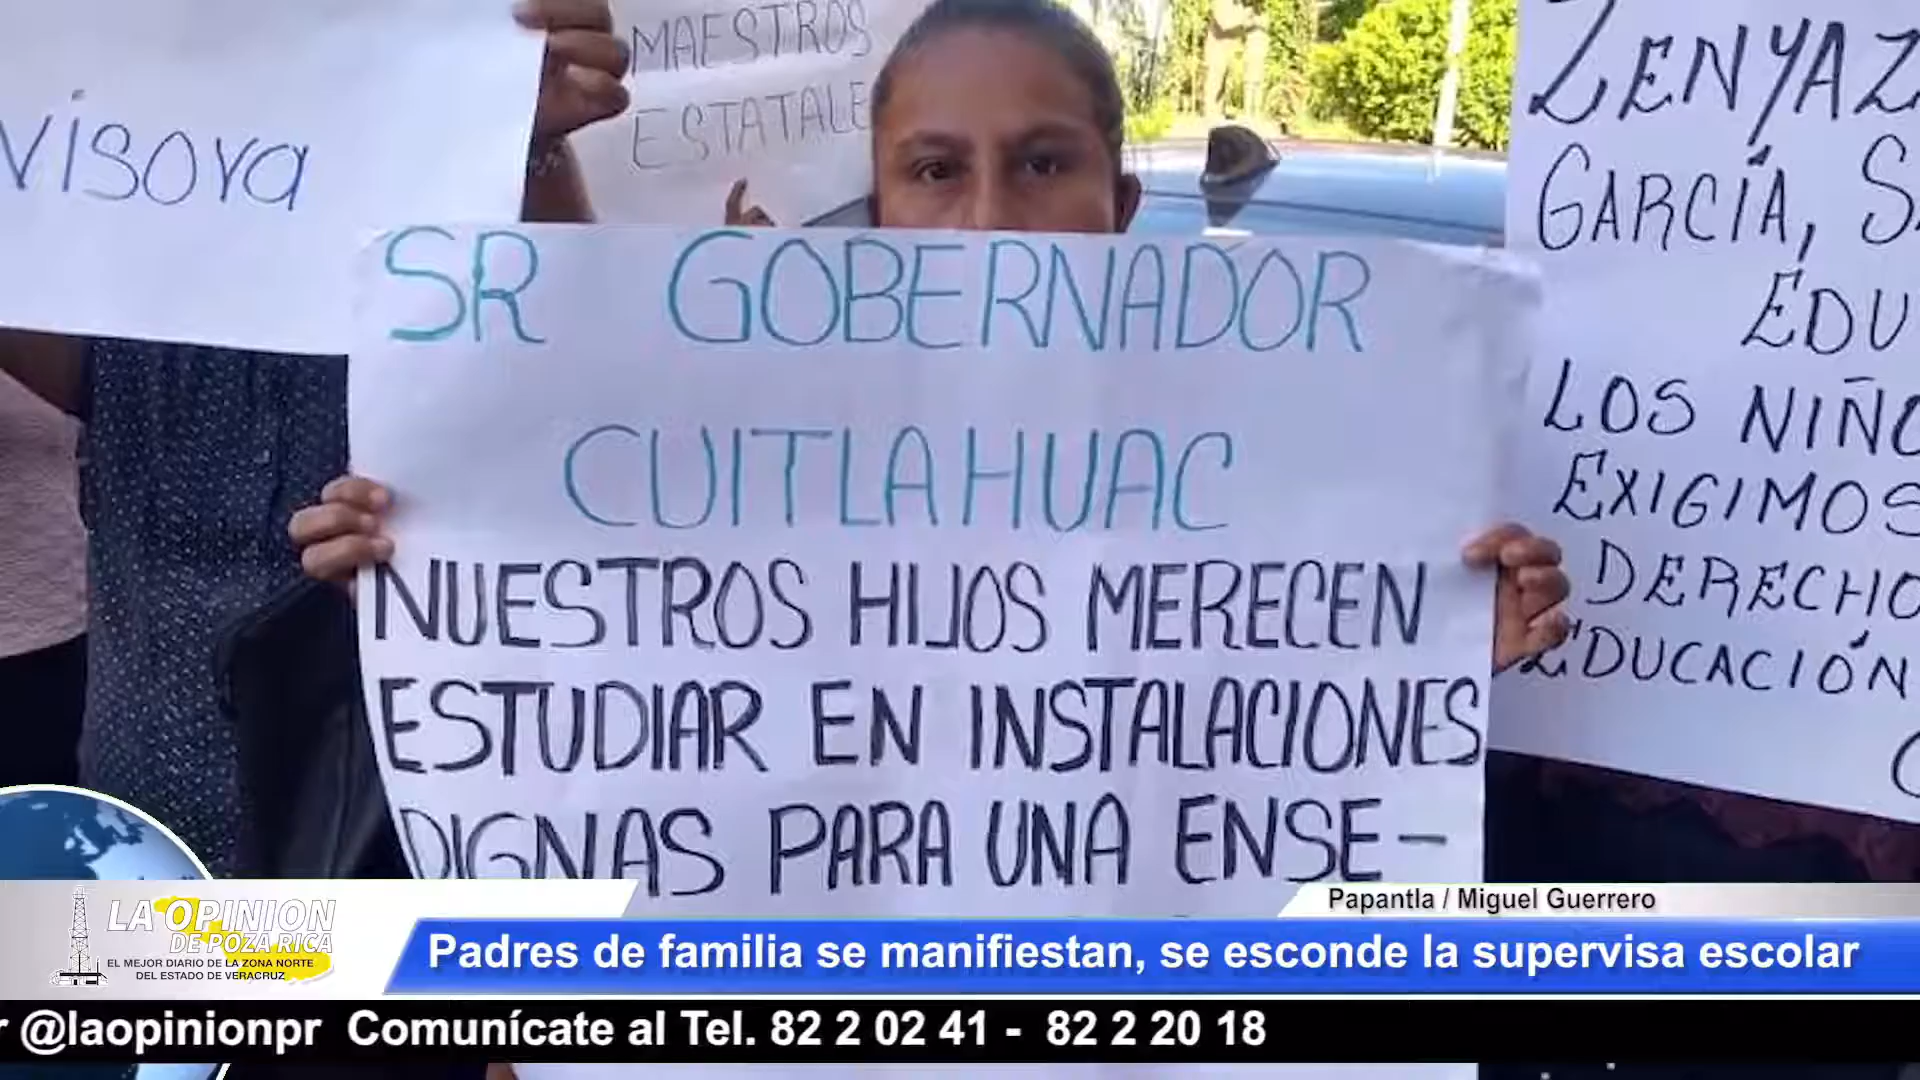 visora
MAESTROS
ESTATALE
SR GOBERNADOR
CUITLAHUAC
NUESTROS HIJOS MERECEN
ESTUDIAR EN INSTALACIONES
DIGNAS PARA UNA ENSE-
ZENYAZ
GARCÍA, S
EDU
LOS NIÑO
EXIGIMOS
DERECHO
EDUCACIÓN
LA OPINION
DE POZA RICA
EL MEJOR DIARIO DE LA ZONA NORTE
DEL ESTADO DE VERACRUZ
Papantla / Miguel Guerrero
Padres de familia se manifiestan, se esconde la supervisa escolar
r @laopinionpr Comunícate al Tel. 82 2 02 41 - 82 2 20 18